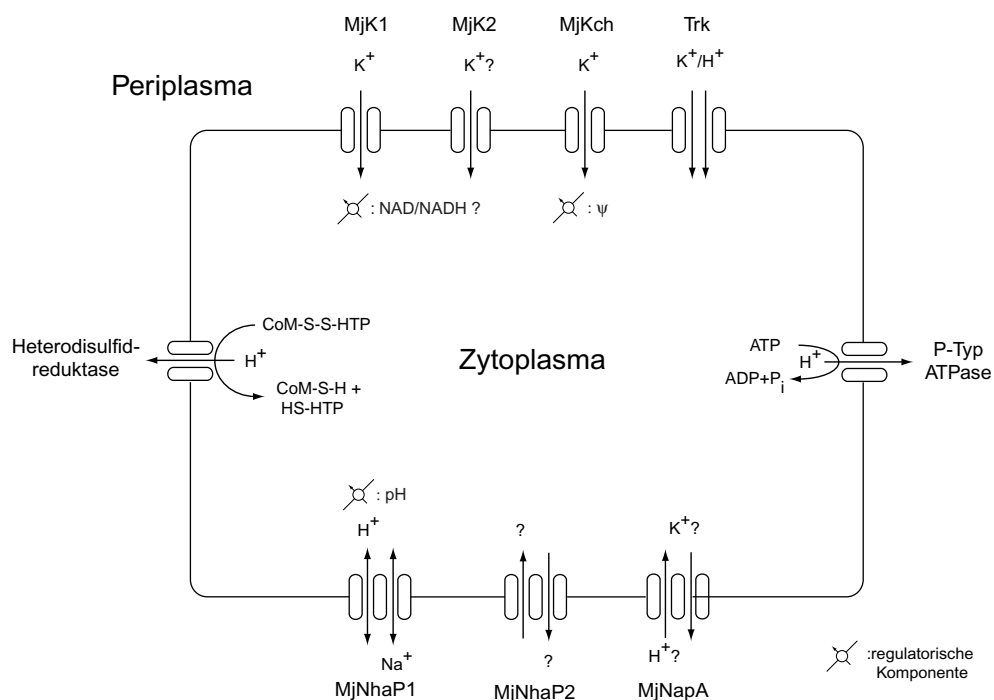 MjK1
MjK2
MjKch
Trk
K+
K+?
K+
K+/H+
Periplasma
: NAD/NADH ?
: ψ
Heterodisulfid-
reduktase
H+
CoM-S-S-HTP
CoM-S-H +
HS-HTP
Zytoplasma
ATP
H+
ADP+Pi
P-Typ
ATPase
: pH
H+
?
K+?
Na+
?
H+?
MjNhaP1
MjNhaP2
MjNapA
:regulatorische
Komponente